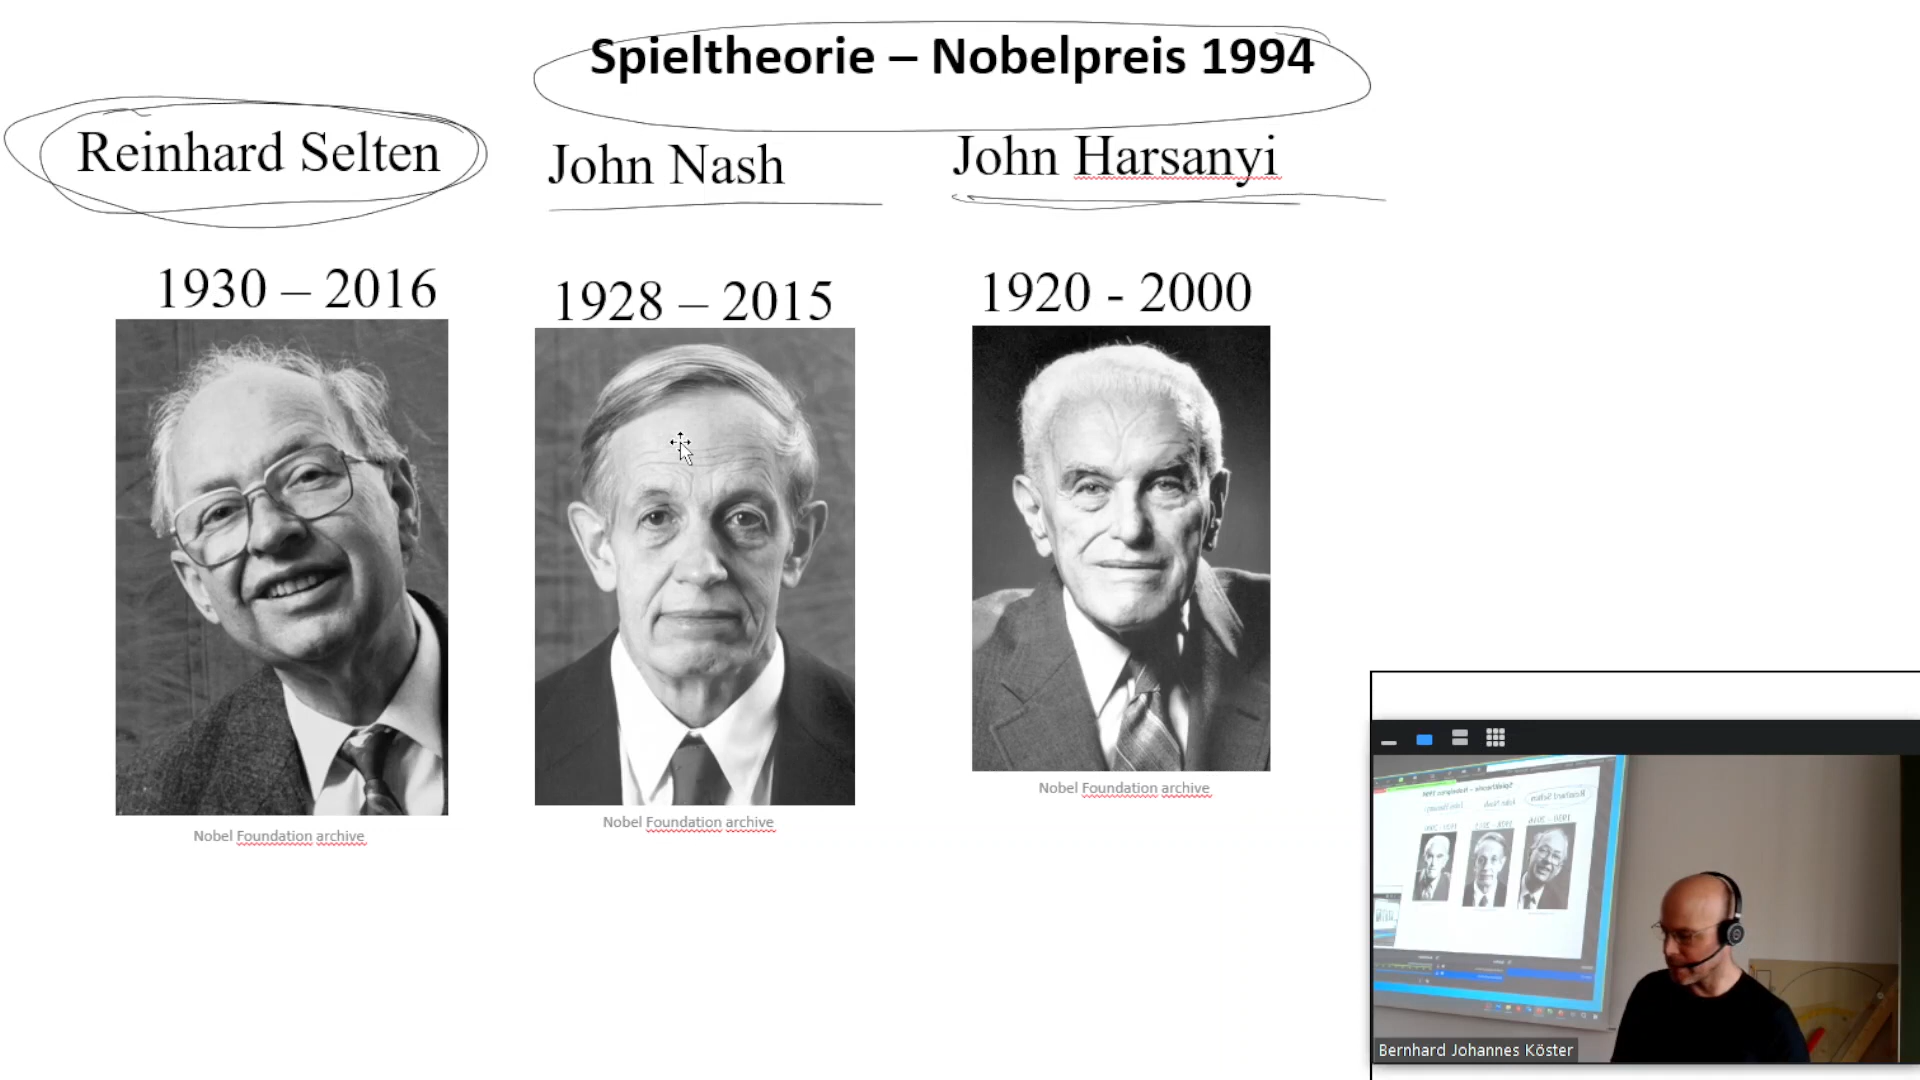 Spieltheorie – Nobelpreis 1994
Reinhard Selten
John Nash
John Harsanyi
1930 – 2016
1928 – 2015
1920 - 2000
Nobel Foundation archive
Nobel Foundation archive
Nobel Foundation archive
Bernhard Johannes Köster